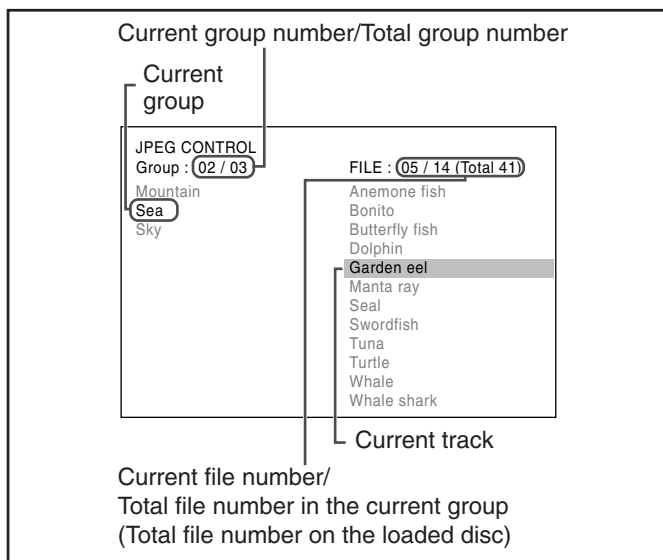 Current group number/Total group number
Current
group
JPEG CONTROL
Group : 02 / 03
Mountain
Sea
Sky
FILE : 05 / 14 (Total 41)
Anemone fish
Bonito
Butterfly fish
Dolphin
Garden eel
Manta ray
Seal
Swordfish
Tuna
Turtle
Whale
Whale shark
Current track
Current file number/
Total file number in the current group
(Total file number on the loaded disc)